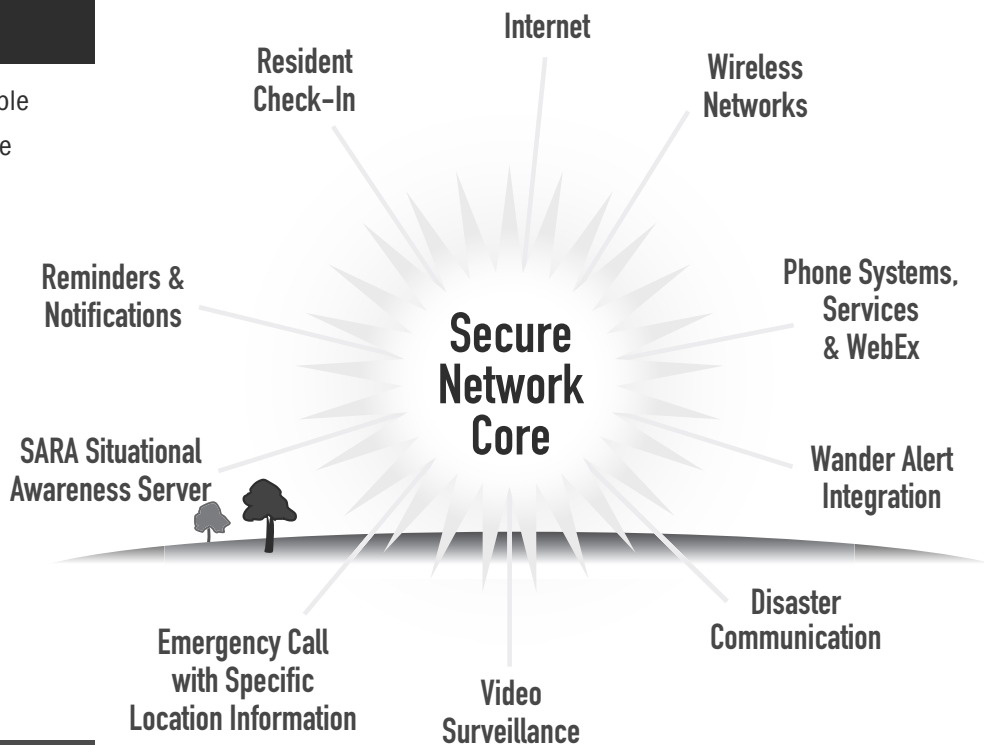 Internet
Resident
Check-In
Wireless
Networks
Reminders &
Notifications
Phone Systems,
Services
& WebEx
Secure
Network
Core
SARA Situational
Awareness Server
Wander Alert
Integration
Disaster
Communication
Emergency Call
with Specific
Location Information
Video
Surveillance